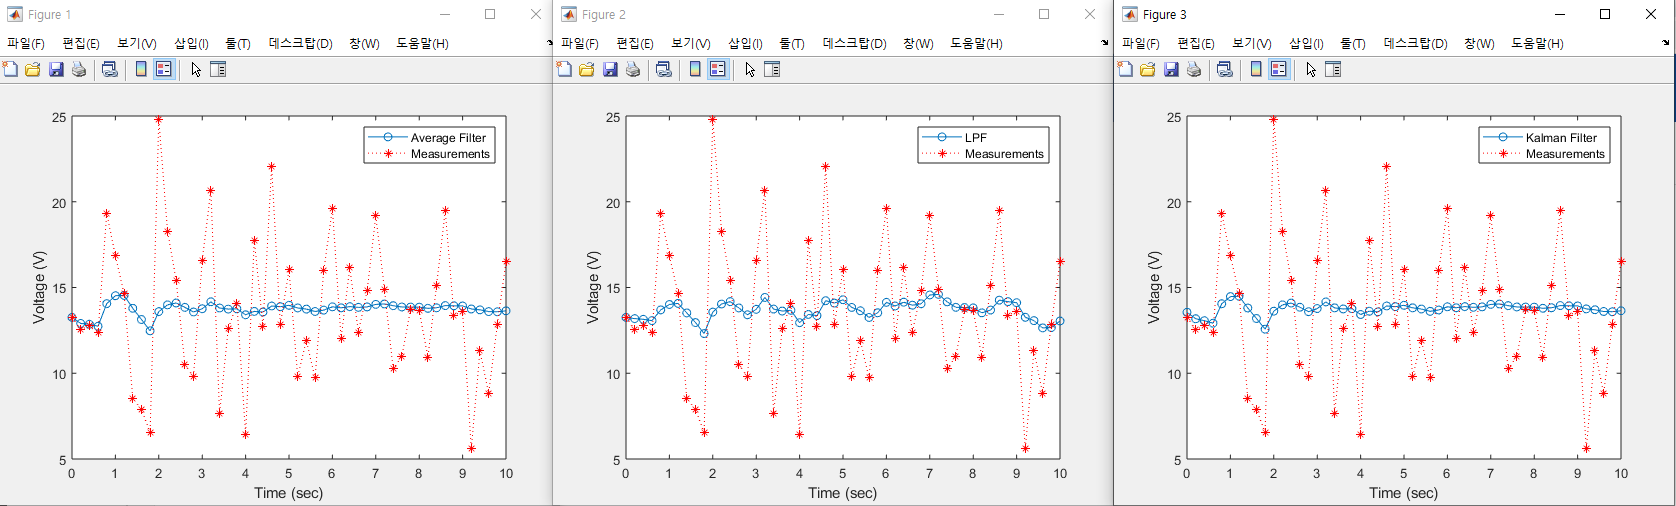 Figure 1
파일(F) 편집(E) 보기(V) 삽입(I) 툴(T) 데스크탑(D) 창(W) 도움말(H)
25
20
15
10
5
Voltage (V)
Average Filter
Measurements
0 1 2 3 4 5 6 7 8 9 10
Time (sec)
Figure 2
파일(F) 편집(E) 보기(V) 삽입(I) 툴(T) 데스크탑(D) 창(W) 도움말(H)
25
20
15
10
5
Voltage (V)
LPF
Measurements
0 1 2 3 4 5 6 7 8 9 10
Time (sec)
Figure 3
파일(F) 편집(E) 보기(V) 삽입(I) 툴(T) 데스크탑(D) 창(W) 도움말(H)
25
20
15
10
5
Voltage (V)
Kalman Filter
Measurements
0 1 2 3 4 5 6 7 8 9 10
Time (sec)